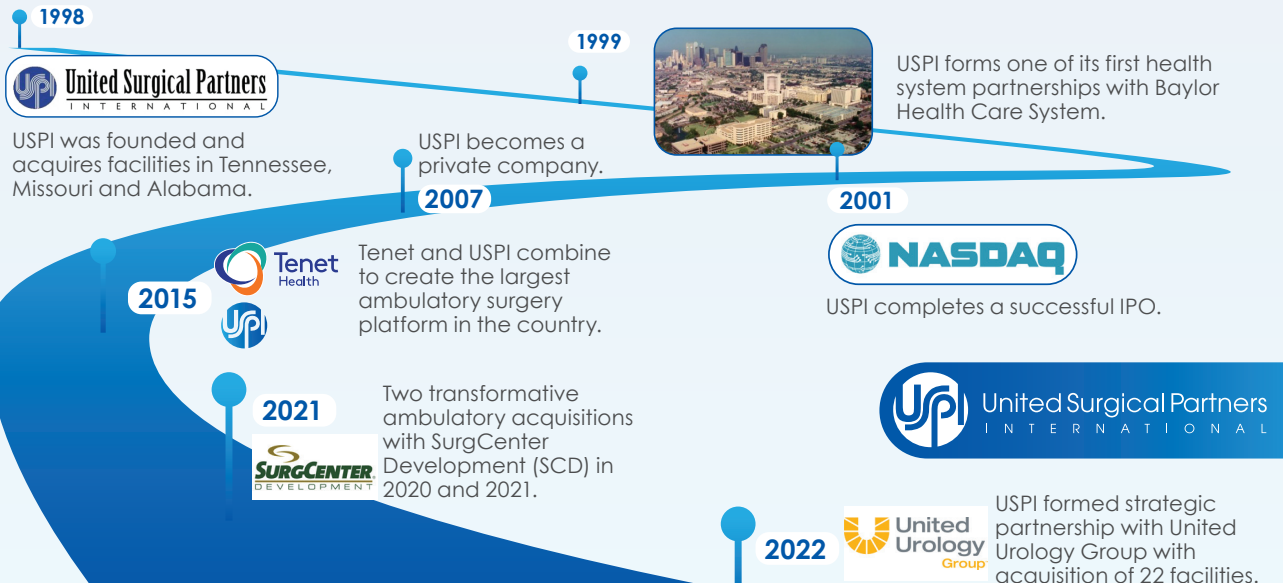 1998
USPI United Surgical Partners
INTERNATIONAL
USPI was founded and
acquires facilities in Tennessee,
Missouri and Alabama.
1999
USPI forms one of its first health
system partnerships with Baylor
Health Care System.
2001
NASDAQ
USPI completes a successful IPO.
USPI becomes a
private company.
2007
2015
Tenet
Health
USPI
Tenet and USPI combine
to create the largest
ambulatory surgery
platform in the country.
2021
SURGCENTER
DEVELOPMENT
Two transformative
ambulatory acquisitions
with SurgCenter
Development (SCD) in
2020 and 2021.
USPI United Surgical Partners
INTERNATIONAL
2022
United
Urology
Group
USPI formed strategic
partnership with United
Urology Group with
acquisition of 22 facilities.